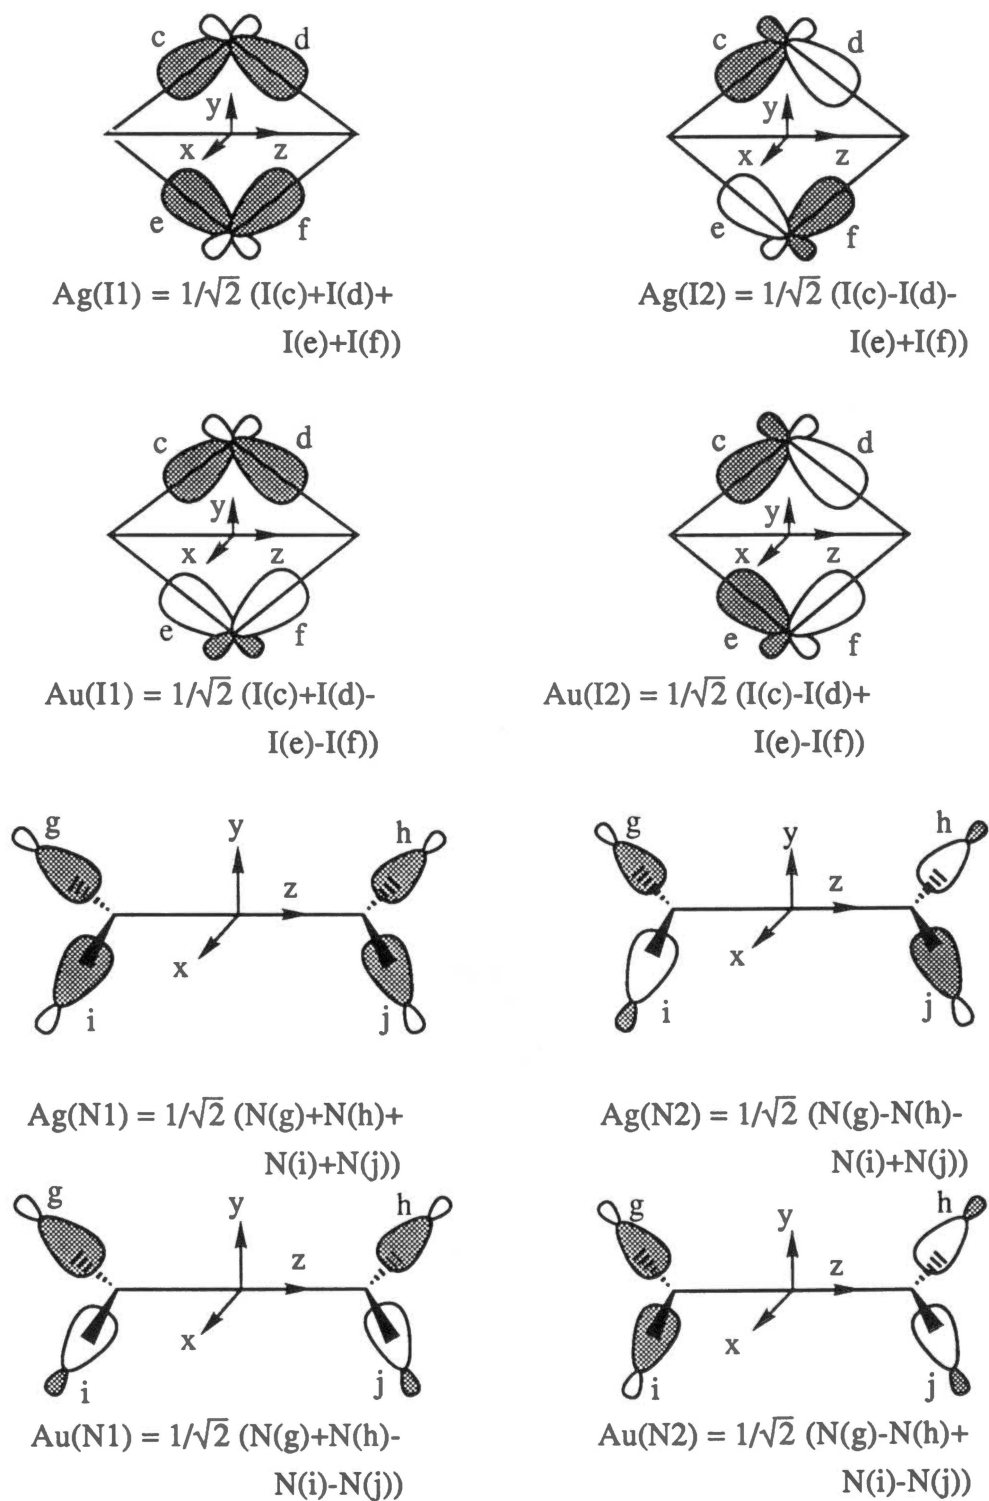 c d c d
y y
x z x z
e f e f
Ag(I1) = 1/√2 (I(c)+I(d)+ Ag(I2) = 1/√2 (I(c)-I(d)-
I(e)+I(f)) I(e)+I(f))
c d c d
y y
x z x z
e f e f
Au(I1) = 1/√2 (I(c)+I(d)- Au(I2) = 1/√2 (I(c)-I(d)+
I(e)-I(f)) I(e)-I(f))
g y h g y h
z z
x x
i j i j
Ag(N1) = 1/√2 (N(g)+N(h)+ Ag(N2) = 1/√2 (N(g)-N(h)-
N(i)+N(j)) N(i)+N(j))
g y h g y h
z z
x x
i j i j
Au(N1) = 1/√2 (N(g)+N(h)- Au(N2) = 1/√2 (N(g)-N(h)+
N(i)-N(j)) N(i)-N(j))